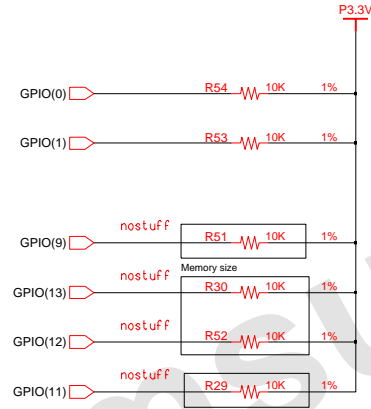 P3.3V
GPIO(0) R54 10K 1%
GPIO(1) R53 10K 1%
nostuff
GPIO(9) R51 10K 1%
Memory size
nostuff
GPIO(13) R30 10K 1%
nostuff
GPIO(12) R52 10K 1%
nostuff
GPIO(11) R29 10K 1%